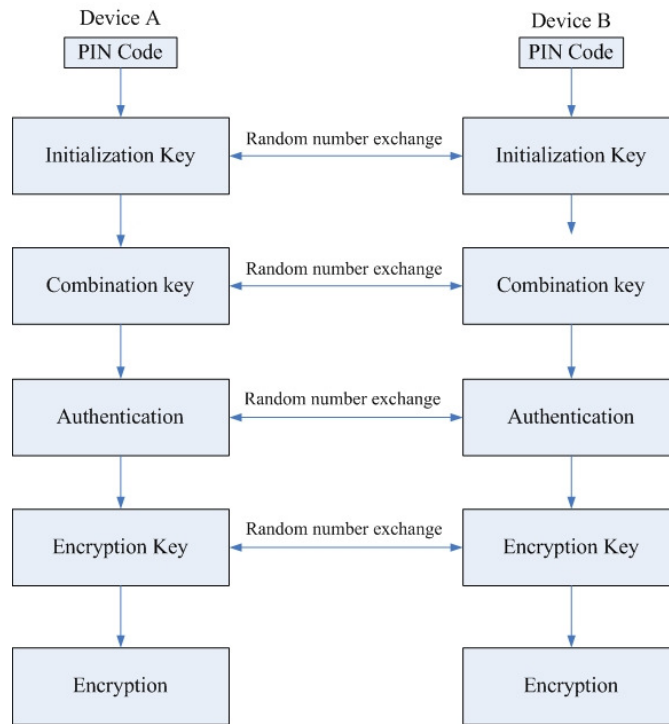 Device A
Device B
PIN Code
PIN Code
Initialization Key
Random number exchange
Initialization Key
Combination key
Random number exchange
Combination key
Authentication
Random number exchange
Authentication
Encryption Key
Random number exchange
Encryption Key
Encryption
Encryption